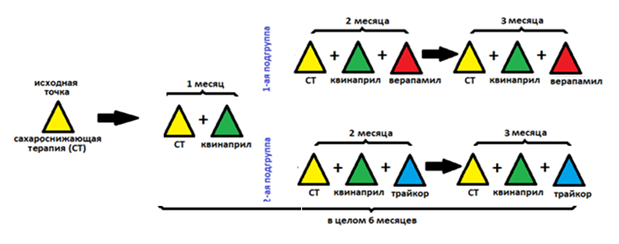 исходная
точка
сахароснижающая
терапия (СТ)
1 месяц
+
СТ квинаприл
1-ая подгруппа
2 месяца
+ +
СТ квинаприл верапамил
3 месяца
+ +
СТ квинаприл верапамил
2-ая подгруппа
2 месяца
+ +
СТ квинаприл трайкор
3 месяца
+ +
СТ квинаприл трайкор
в целом 6 месяцев